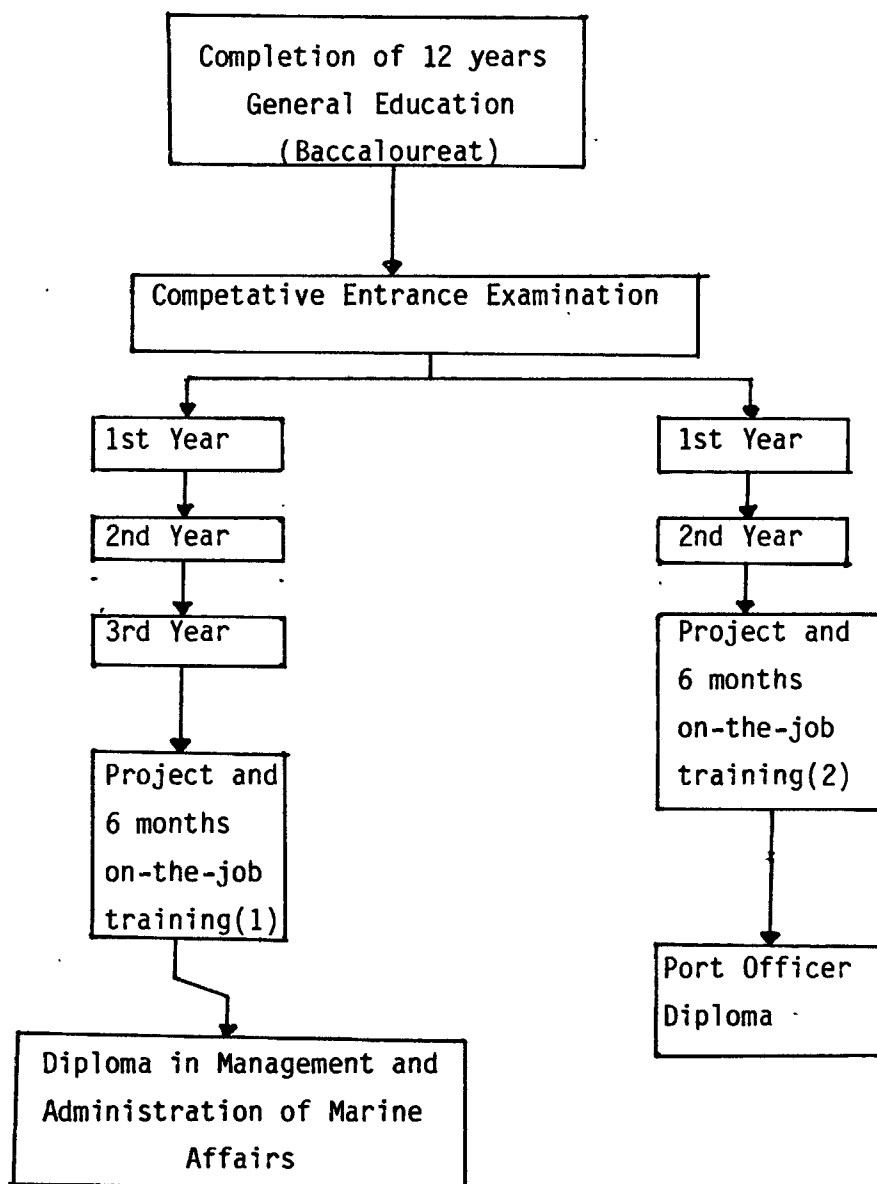 Completion of 12 years
General Education
(Baccaloureat)
Competative Entrance Examination
1st Year
2nd Year
3rd Year
Project and
6 months
on-the-job
training(1)
Diploma in Management and
Administration of Marine
Affairs
1st Year
2nd Year
Project and
6 months
on-the-job
training(2)
Port Officer
Diploma